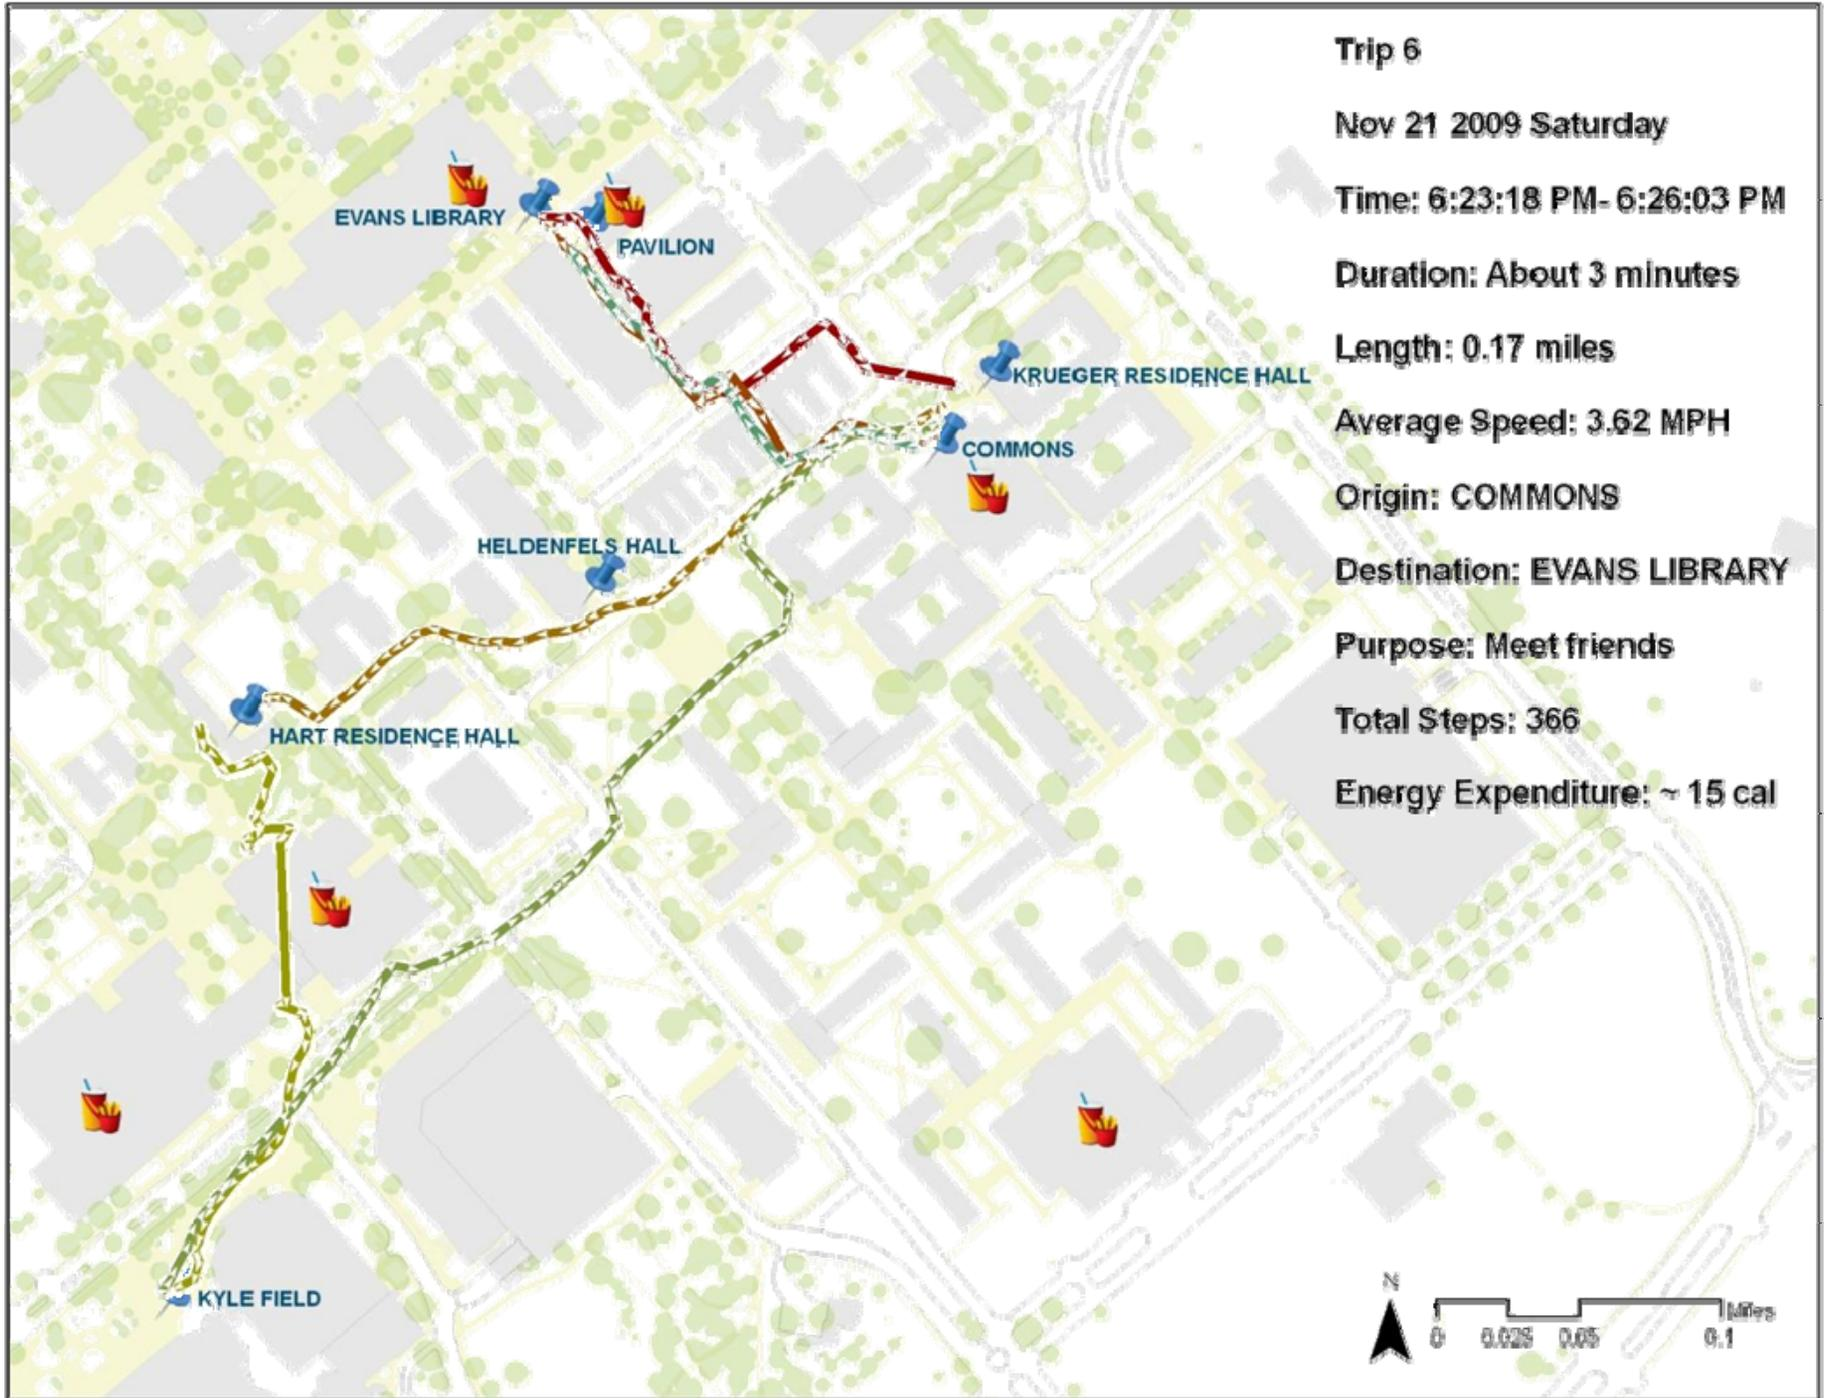 Trip 6
Nov 21 2009 Saturday
Time: 6:23:18 PM- 6:26:03 PM
Duration: About 3 minutes
Length: 0.17 miles
Average Speed: 3.62 MPH
Origin: COMMONS
Destination: EVANS LIBRARY
Purpose: Meet friends
Total Steps: 366
Energy Expenditure: ~ 15 cal
EVANS LIBRARY
PAVILION
KRUEGER RESIDENCE HALL
COMMONS
HELDENFELS HALL
HART RESIDENCE HALL
KYLE FIELD
N
Miles
0 0.025 0.05 0.1